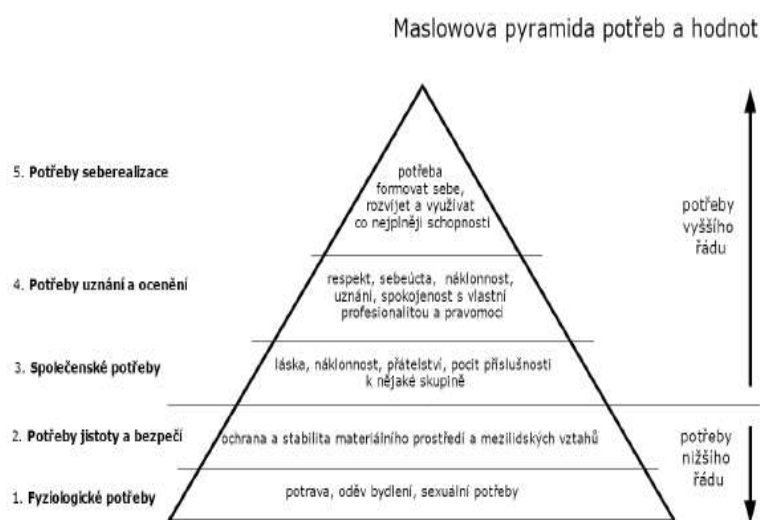 Maslowova pyramida potřeb a hodnot
5. Potřeby seberealizace
potřeba
formovat sebe,
rozvíjet a využívat
co nejplněji schopnosti
potřeby
vyššího
řádu
4. Potřeby uznání a ocenění
respekt, sebeúcta, náklonnost,
uznání, spokojenost s vlastní
profesionalitou a pravomocí
3. Společenské potřeby
láska, náklonnost, přátelství, pocit příslušnosti
k nějaké skupině
2. Potřeby jistoty a bezpečí
ochrana a stabilita materiálního prostředí a mezilidských vztahů
potřeby
nižšího
řádu
1. Fyziologické potřeby
potrava, oděv bydlení, sexuální potřeby